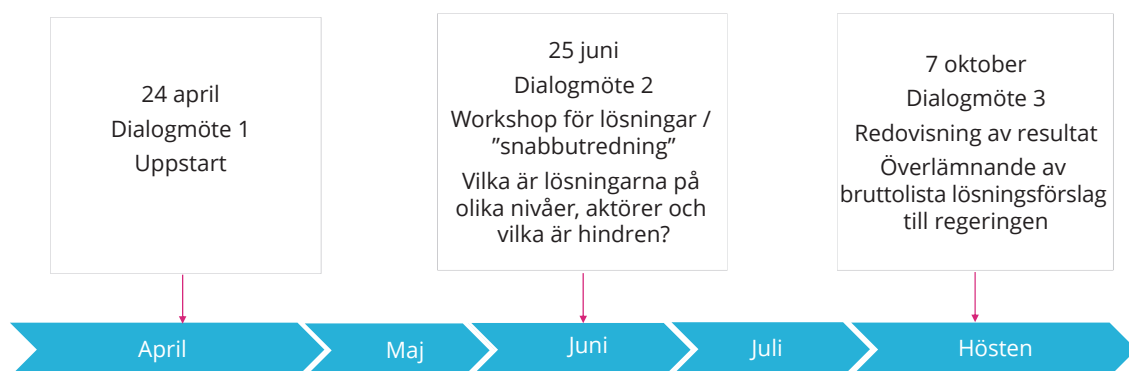 24 april
Dialogmöte 1
Uppstart
25 juni
Dialogmöte 2
Workshop för lösningar /
”snabbutredning”
Vilka är lösningarna på
olika nivåer, aktörer och
vilka är hindren?
7 oktober
Dialogmöte 3
Redovisning av resultat
Överlämnande av
bruttolista lösningsförslag
till regeringen
April
Maj
Juni
Juli
Hösten